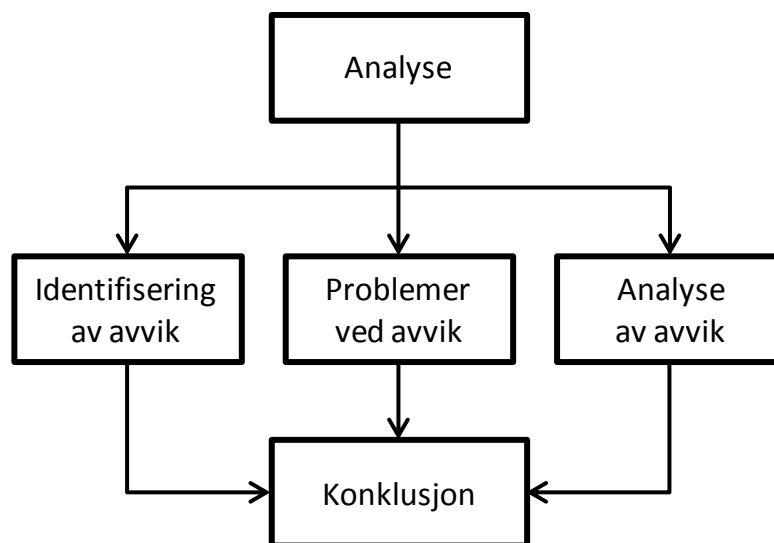 Analyse
Identifisering
av avvik
Problemer
ved avvik
Analyse
av avvik
Konklusjon